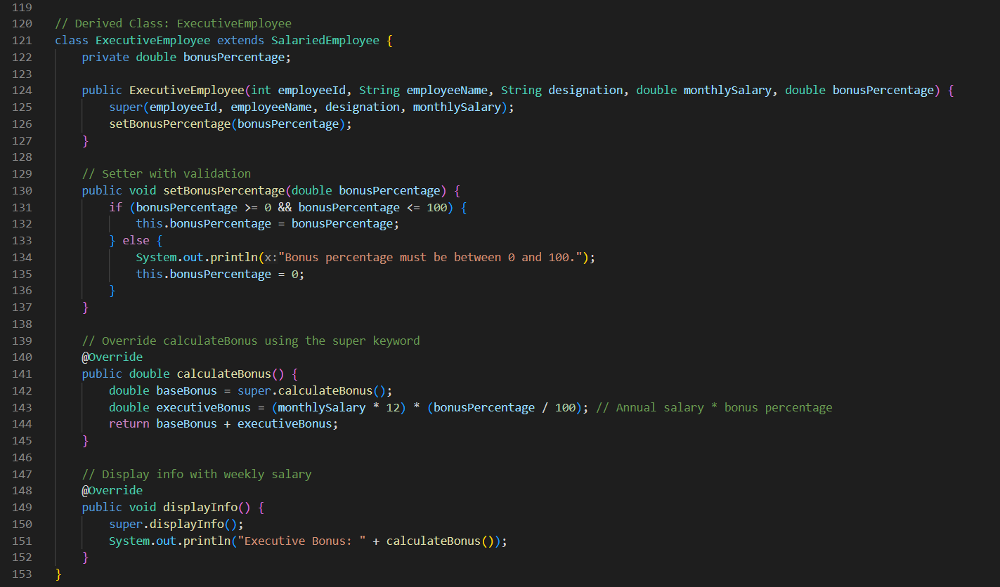 119
120 // Derived Class: ExecutiveEmployee
121 class ExecutiveEmployee extends SalariedEmployee {
122     private double bonusPercentage;
123
124     public ExecutiveEmployee(int employeeId, String employeeName, String designation, double monthlySalary, double bonusPercentage) {
125         super(employeeId, employeeName, designation, monthlySalary);
126         setBonusPercentage(bonusPercentage);
127     }
128
129     // Setter with validation
130     public void setBonusPercentage(double bonusPercentage) {
131         if (bonusPercentage >= 0 && bonusPercentage <= 100) {
132             this.bonusPercentage = bonusPercentage;
133         } else {
134             System.out.println(x:"Bonus percentage must be between 0 and 100.");
135             this.bonusPercentage = 0;
136         }
137     }
138
139     // Override calculateBonus using the super keyword
140     @Override
141     public double calculateBonus() {
142         double baseBonus = super.calculateBonus();
143         double executiveBonus = (monthlySalary * 12) * (bonusPercentage / 100); // Annual salary * bonus percentage
144         return baseBonus + executiveBonus;
145     }
146
147     // Display info with weekly salary
148     @Override
149     public void displayInfo() {
150         super.displayInfo();
151         System.out.println("Executive Bonus: " + calculateBonus());
152     }
153 }